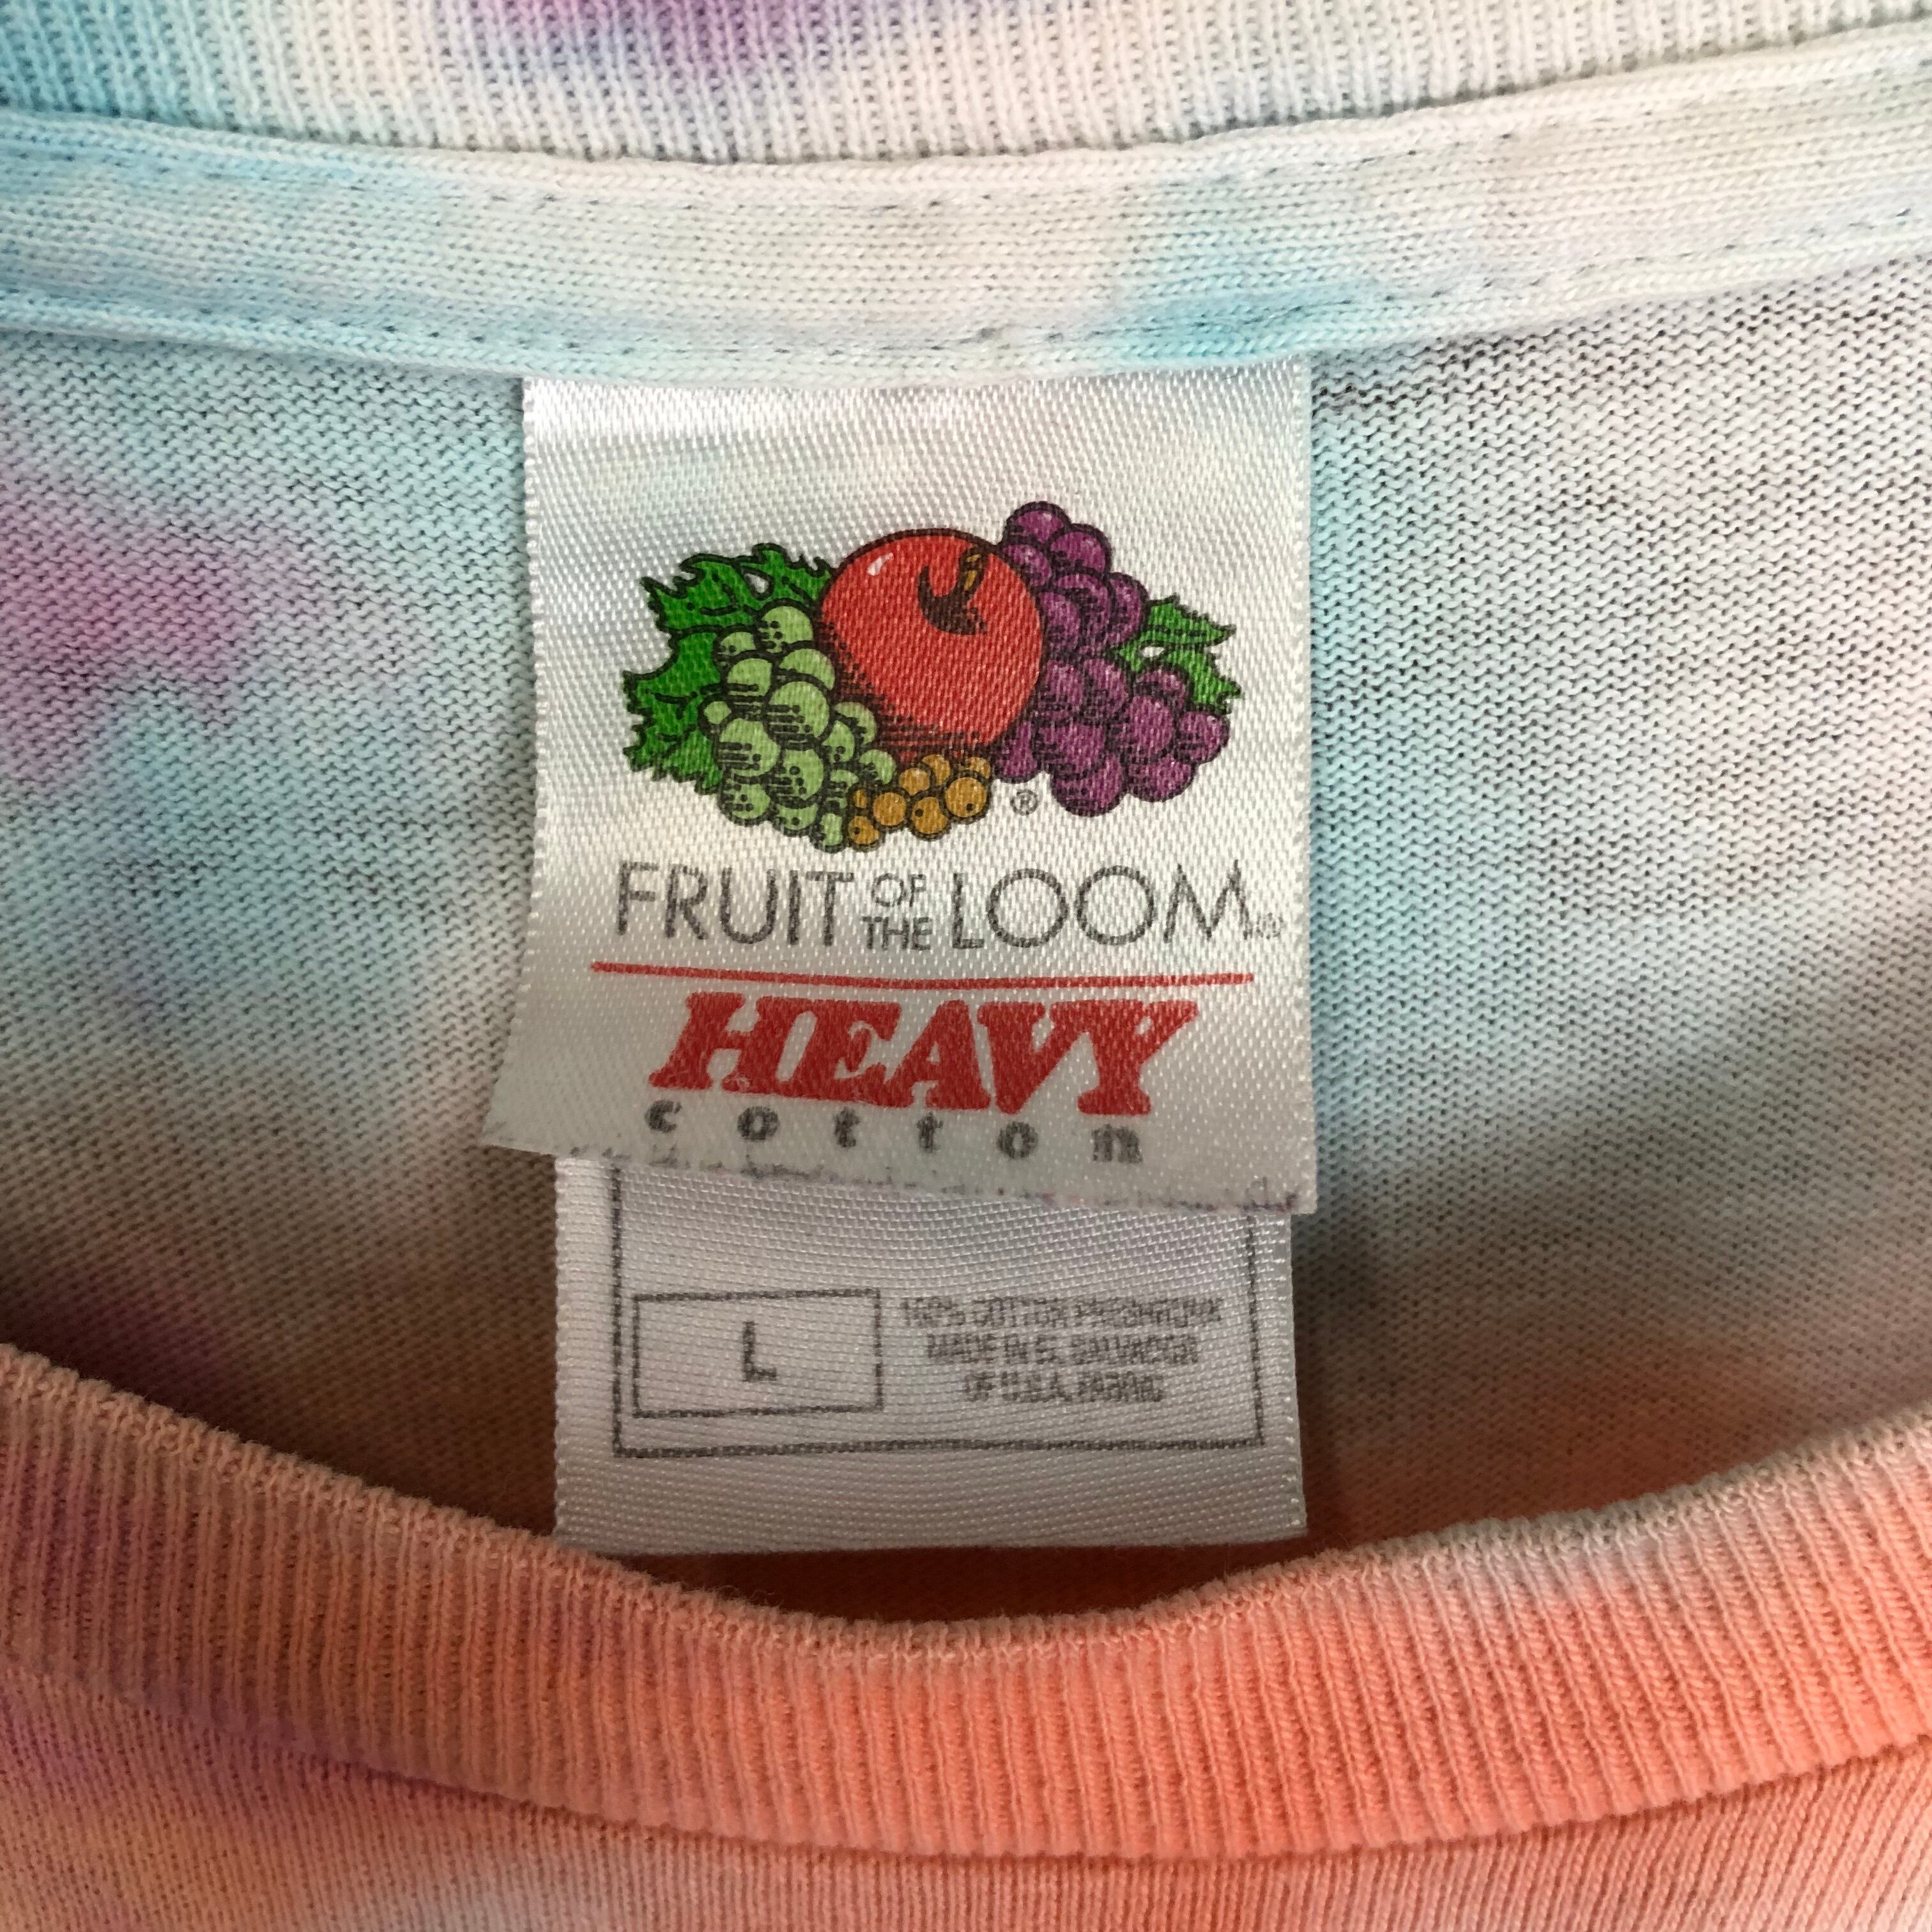 ®
FRUIT OF THE LOOM®
HEAVY
cotton
L
100% COTTON PRESHRUNK
MADE IN EL SALVADOR
OF U.S.A. FABRIC